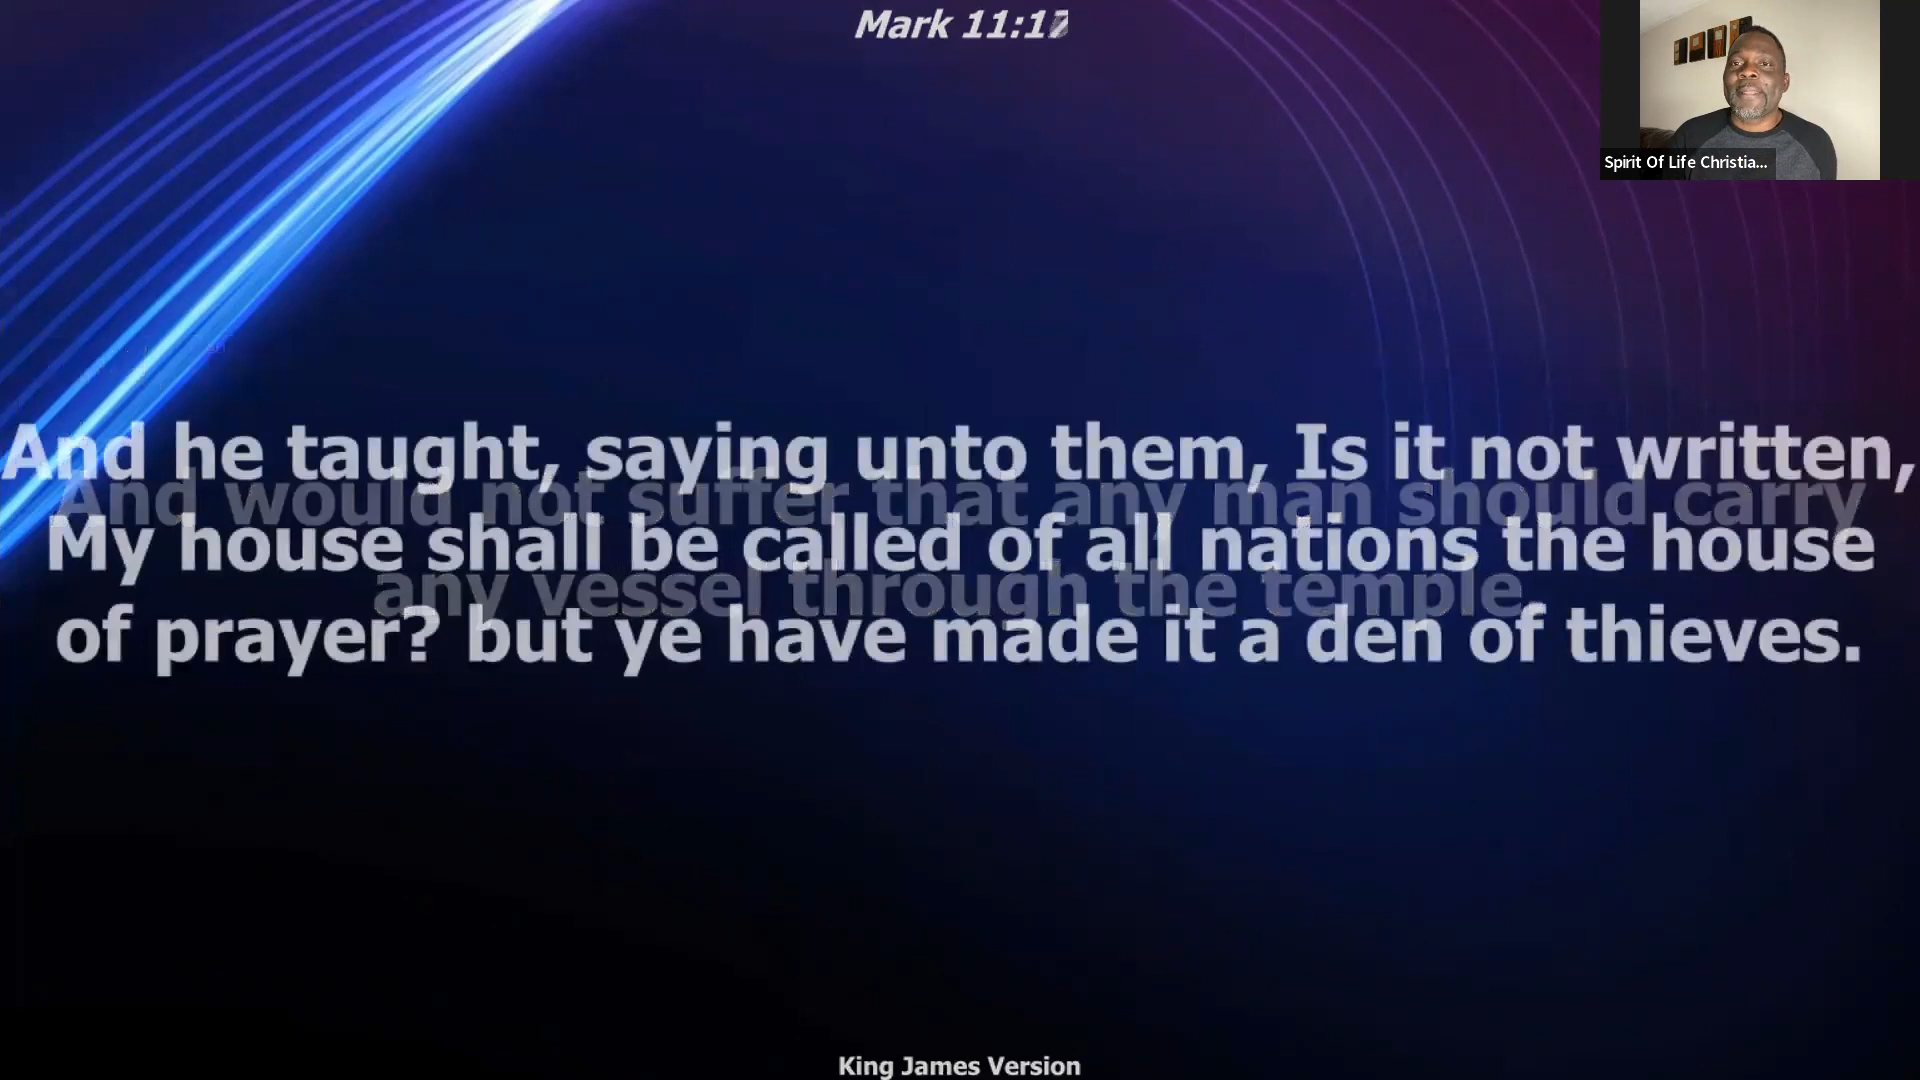 Mark 11:17
Spirit Of Life Christia...
And he taught, saying unto them, Is it not written,
And would not suffer that any man should carry
My house shall be called of all nations the house
any vessel through the temple.
of prayer? but ye have made it a den of thieves.
King James Version